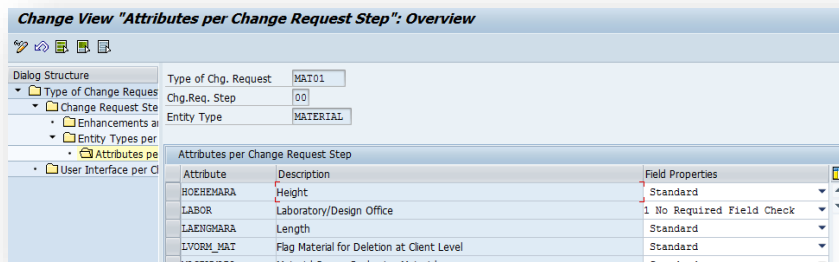 Change View "Attributes per Change Request Step": Overview
Dialog Structure
Type of Change Reques
Change Request Ste
Enhancements a
Entity Types per
Attributes pe
User Interface per Cl
Type of Chg. Request MAT01
Chg.Req. Step 00
Entity Type MATERIAL
Attributes per Change Request Step
Attribute Description Field Properties
HOEHEMARA Height Standard
LABOR Laboratory/Design Office 1 No Required Field Check
LAENGMARA Length Standard
LVORM_MAT Flag Material for Deletion at Client Level Standard